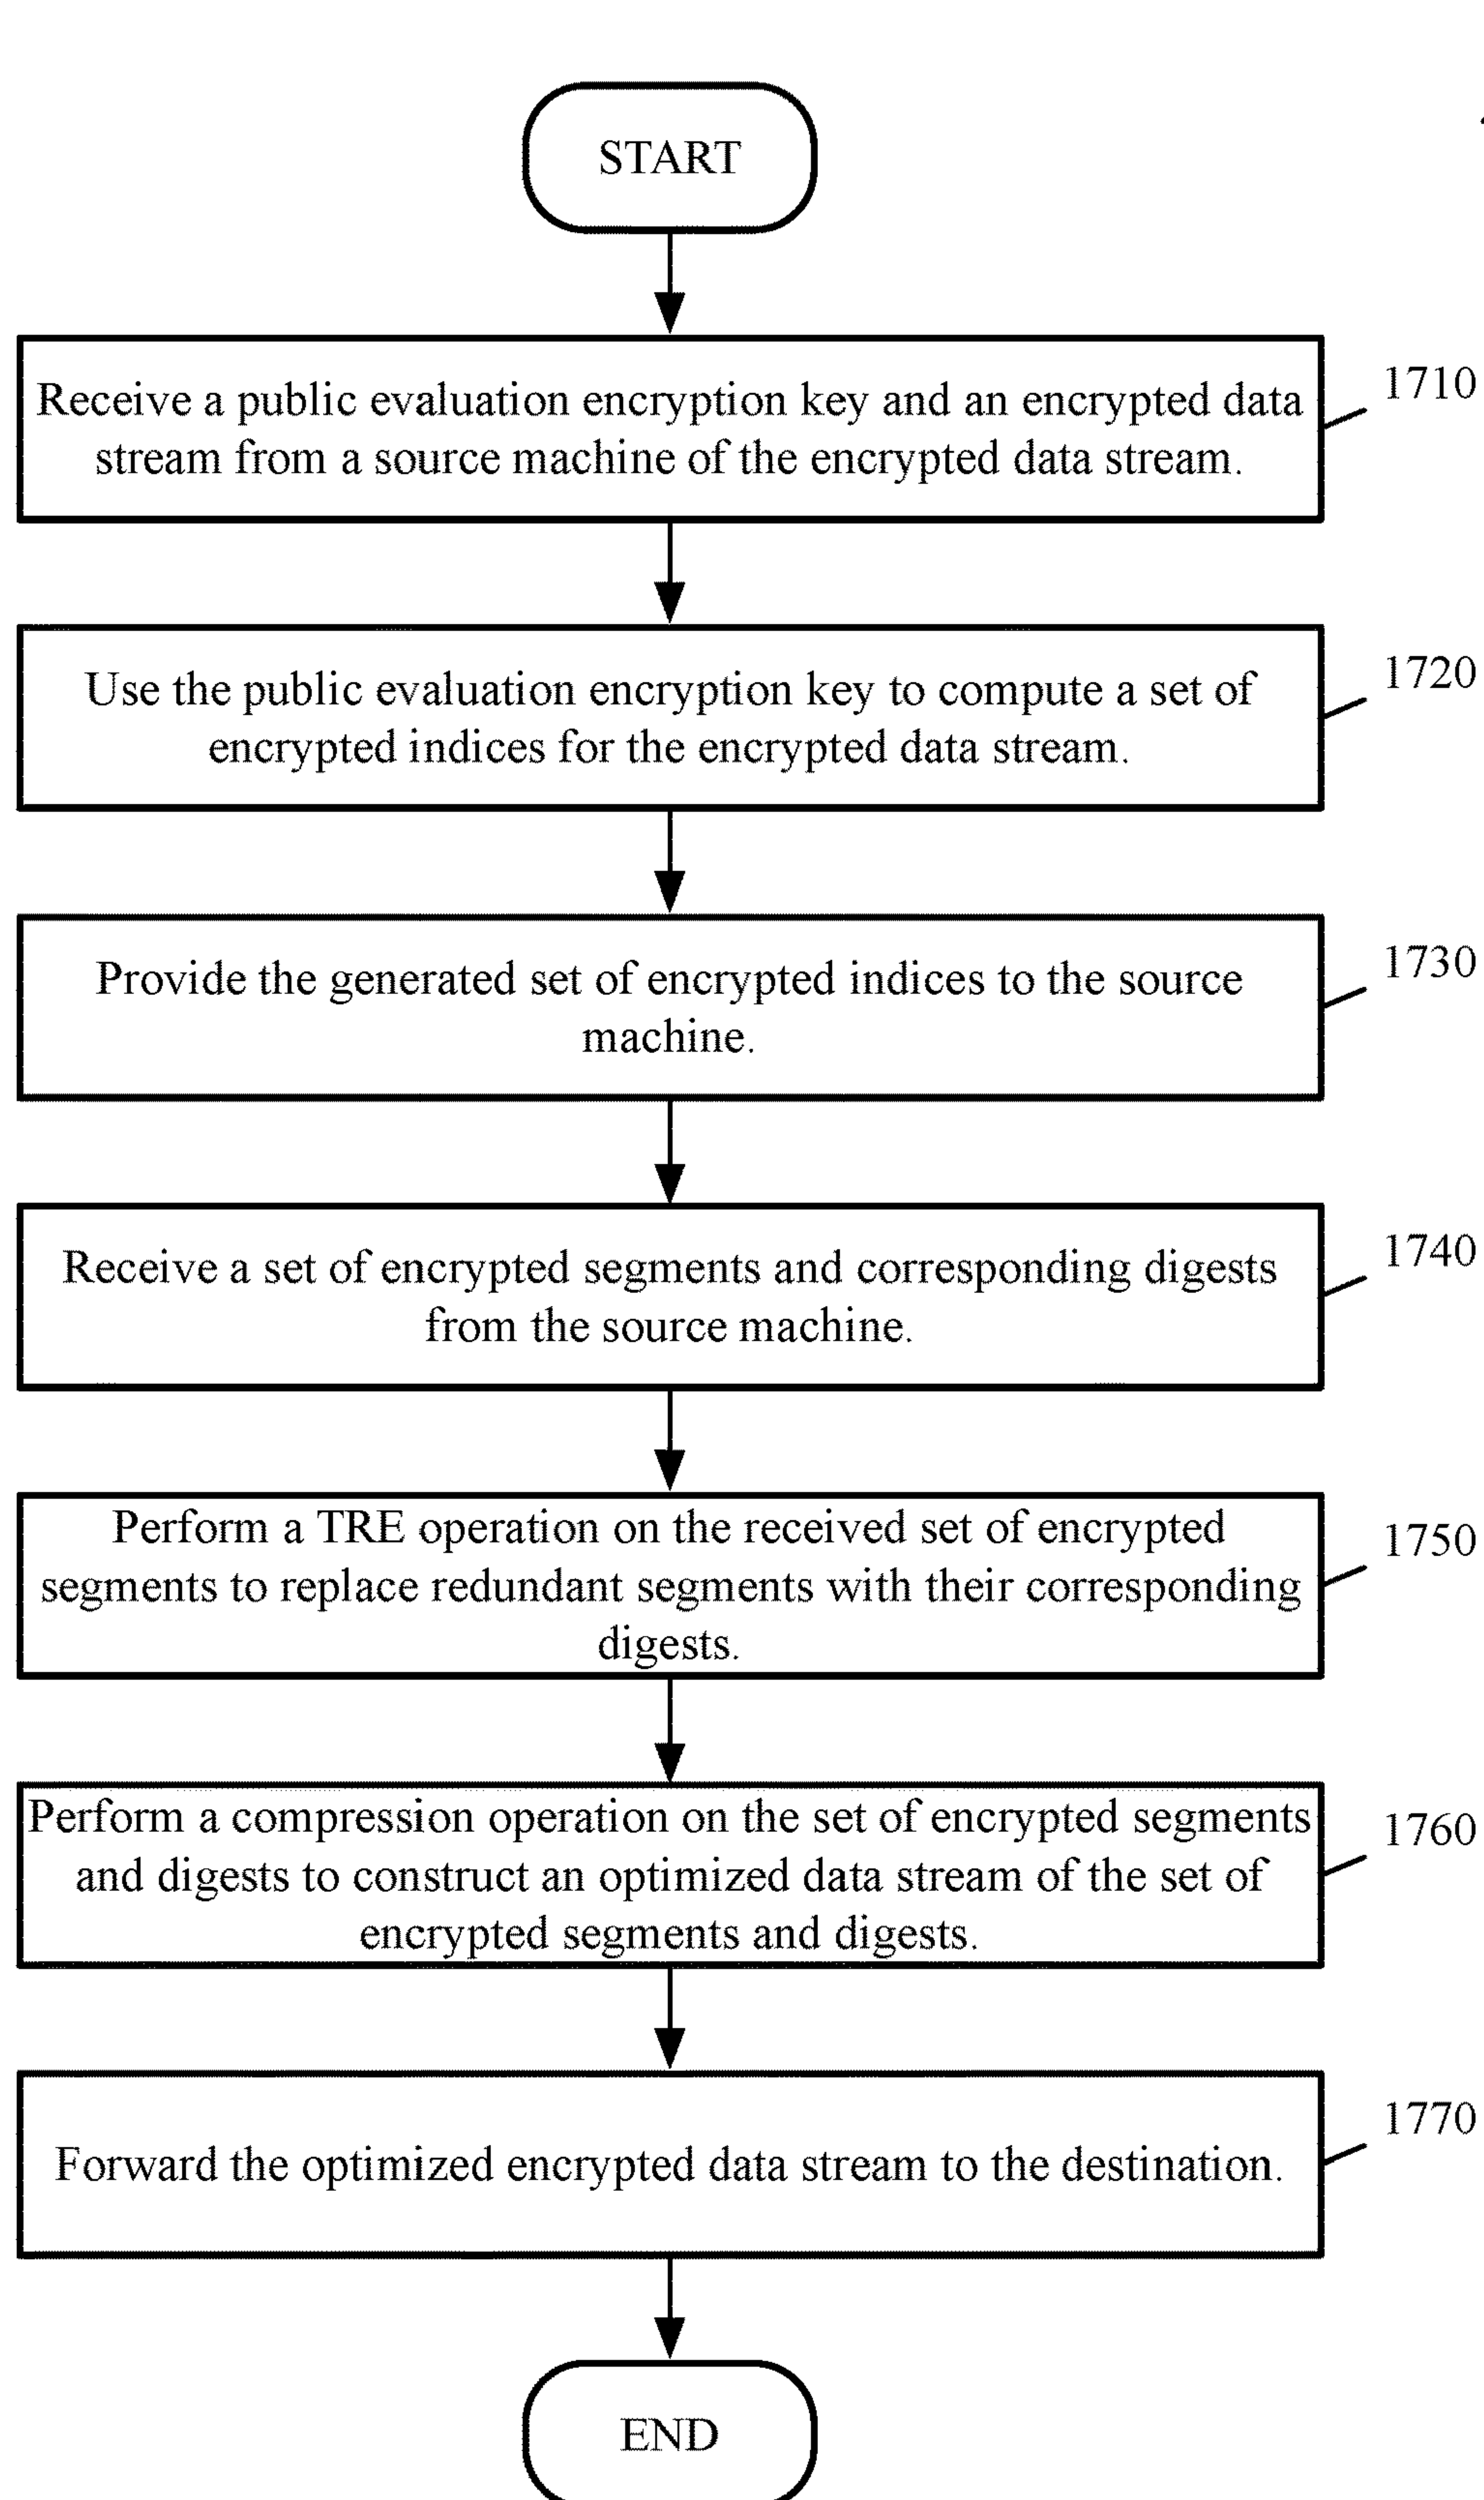 START
Receive a public evaluation encryption key and an encrypted data
stream from a source machine of the encrypted data stream.
1710
Use the public evaluation encryption key to compute a set of
encrypted indices for the encrypted data stream.
1720
Provide the generated set of encrypted indices to the source
machine.
1730
Receive a set of encrypted segments and corresponding digests
from the source machine.
1740
Perform a TRE operation on the received set of encrypted
segments to replace redundant segments with their corresponding
digests.
1750
Perform a compression operation on the set of encrypted segments
and digests to construct an optimized data stream of the set of
encrypted segments and digests.
1760
Forward the optimized encrypted data stream to the destination.
1770
END